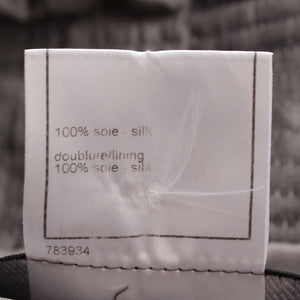 100% soie - silk
doublure/lining
100% soie - silk
783934